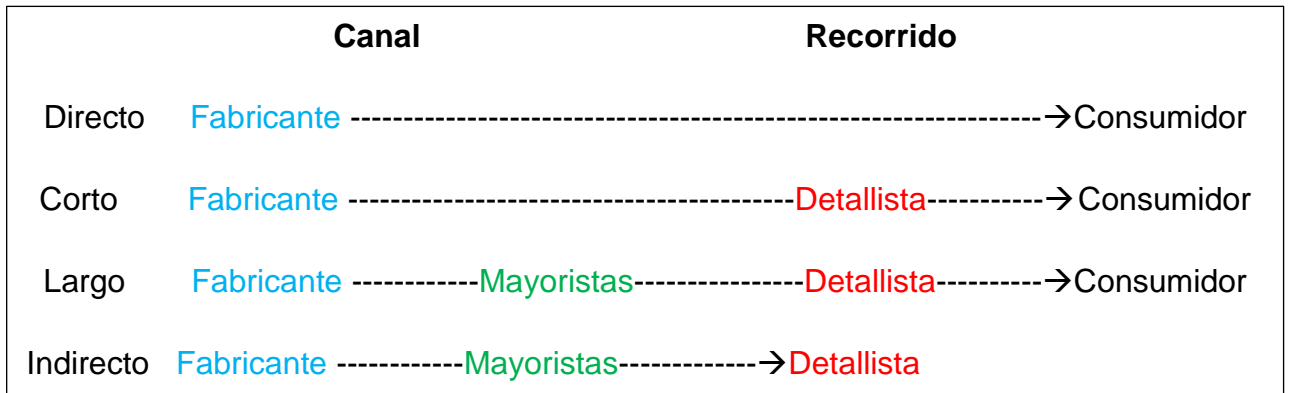 Canal Recorrido
Directo Fabricante ----------------------------------------------------------------→Consumidor
Corto Fabricante ------------------------------------------Detallista-----------→ Consumidor
Largo Fabricante ------------Mayoristas----------------Detallista----------→Consumidor
Indirecto Fabricante ------------Mayoristas-------------→Detallista